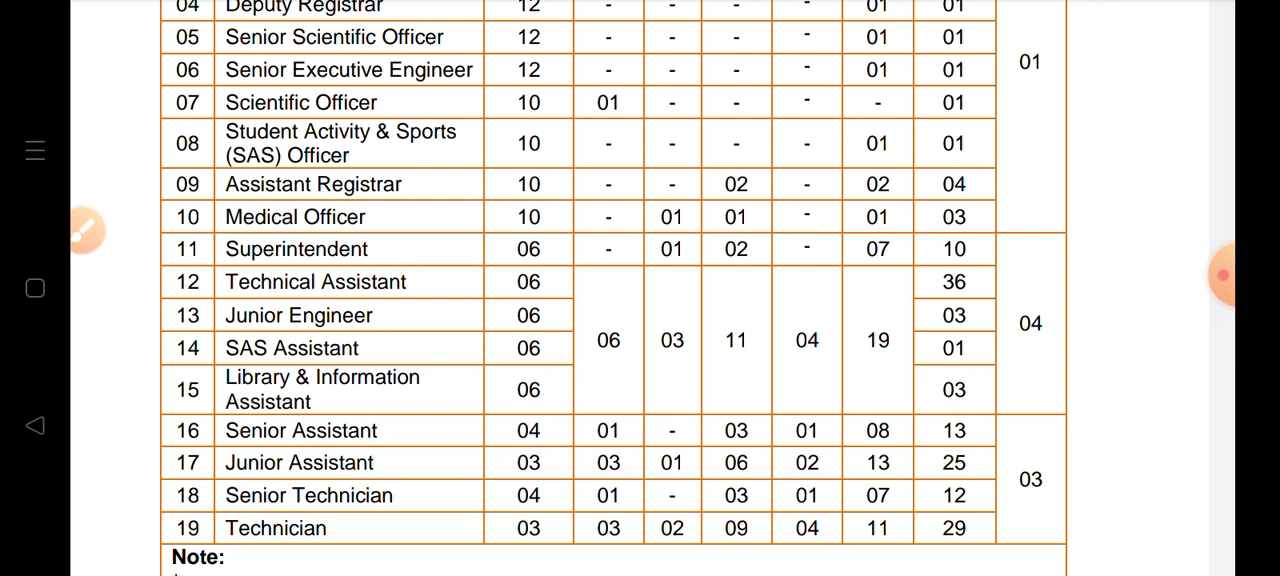 04 Deputy Registrar 12 - - - - 01 01
05 Senior Scientific Officer 12 - - - - 01 01
01
06 Senior Executive Engineer 12 - - - - 01 01
07 Scientific Officer 10 01 - - - - 01
08 Student Activity & Sports
(SAS) Officer 10 - - - - 01 01
09 Assistant Registrar 10 - - 02 - 02 04
10 Medical Officer 10 - 01 01 - 01 03
11 Superintendent 06 - 01 02 - 07 10
12 Technical Assistant 06 36
13 Junior Engineer 06 03
04
06 03 11 04 19
14 SAS Assistant 06 01
15 Library & Information
Assistant 06 03
16 Senior Assistant 04 01 - 03 01 08 13
17 Junior Assistant 03 03 01 06 02 13 25
03
18 Senior Technician 04 01 - 03 01 07 12
19 Technician 03 03 02 09 04 11 29
Note: